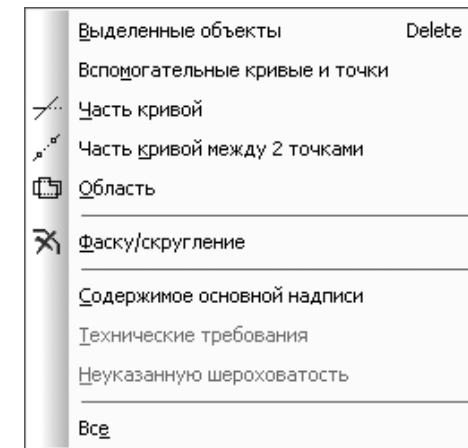 Выделенные объекты Delete
Вспомогательные кривые и точки
Часть кривой
Часть кривой между 2 точками
Область
Фаску/скругление
Содержимое основной надписи
Технические требования
Неуказанную шероховатость
Все